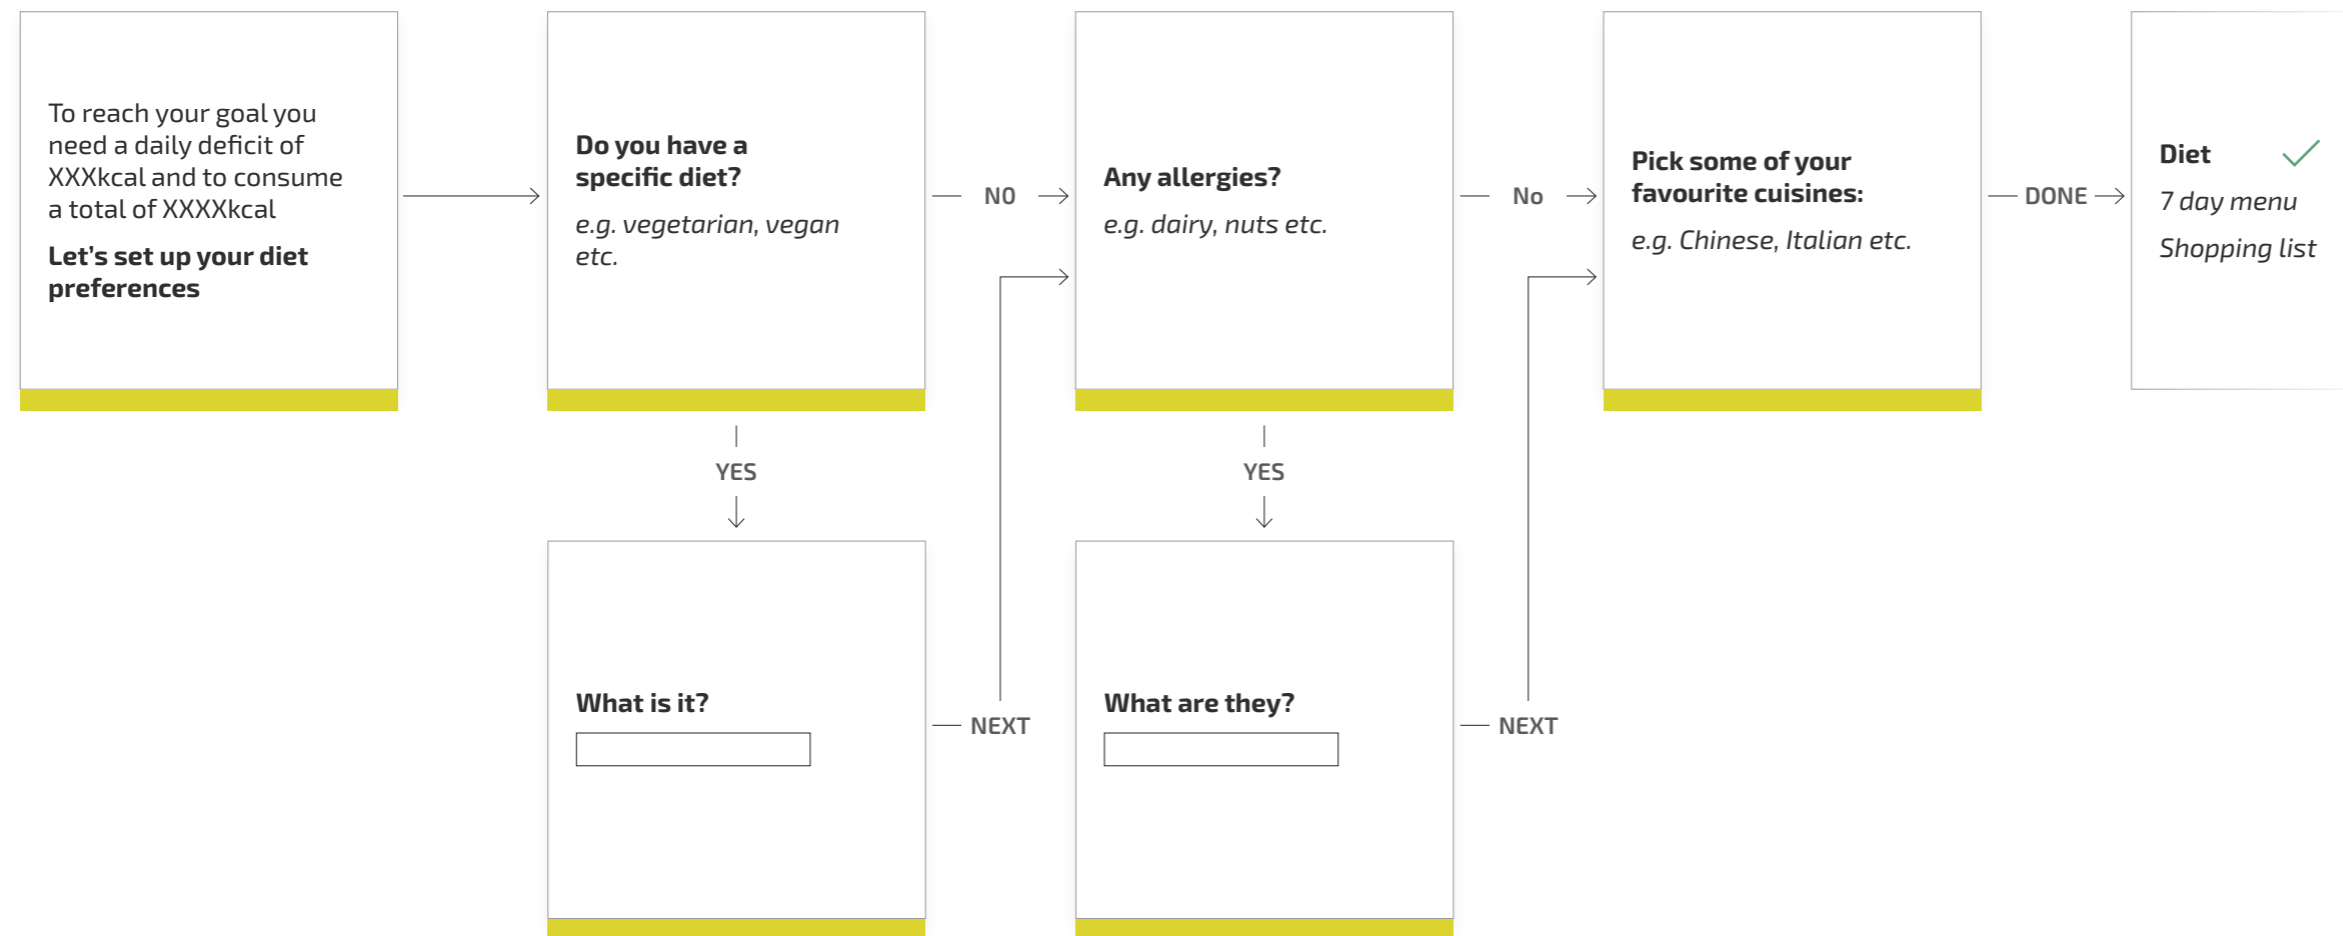 To reach your goal you
need a daily deficit of
XXXkcal and to consume
a total of XXXXkcal
Let's set up your diet
preferences
Do you have a
specific diet?
e.g. vegetarian, vegan
etc.
NO
Any allergies?
e.g. dairy, nuts etc.
No
Pick some of your
favourite cuisines:
e.g. Chinese, Italian etc.
DONE
Diet
7 day menu
Shopping list
YES
YES
What is it?
NEXT
What are they?
NEXT